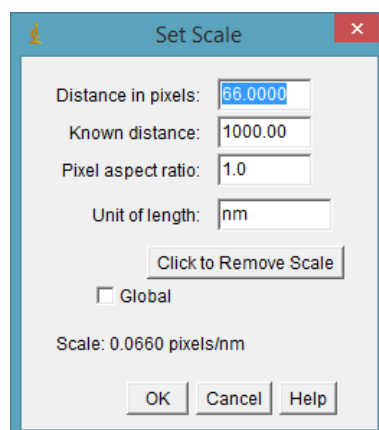 Set Scale
Distance in pixels: 66.0000
Known distance: 1000.00
Pixel aspect ratio: 1.0
Unit of length: nm
Click to Remove Scale
Global
Scale: 0.0660 pixels/nm
OK Cancel Help